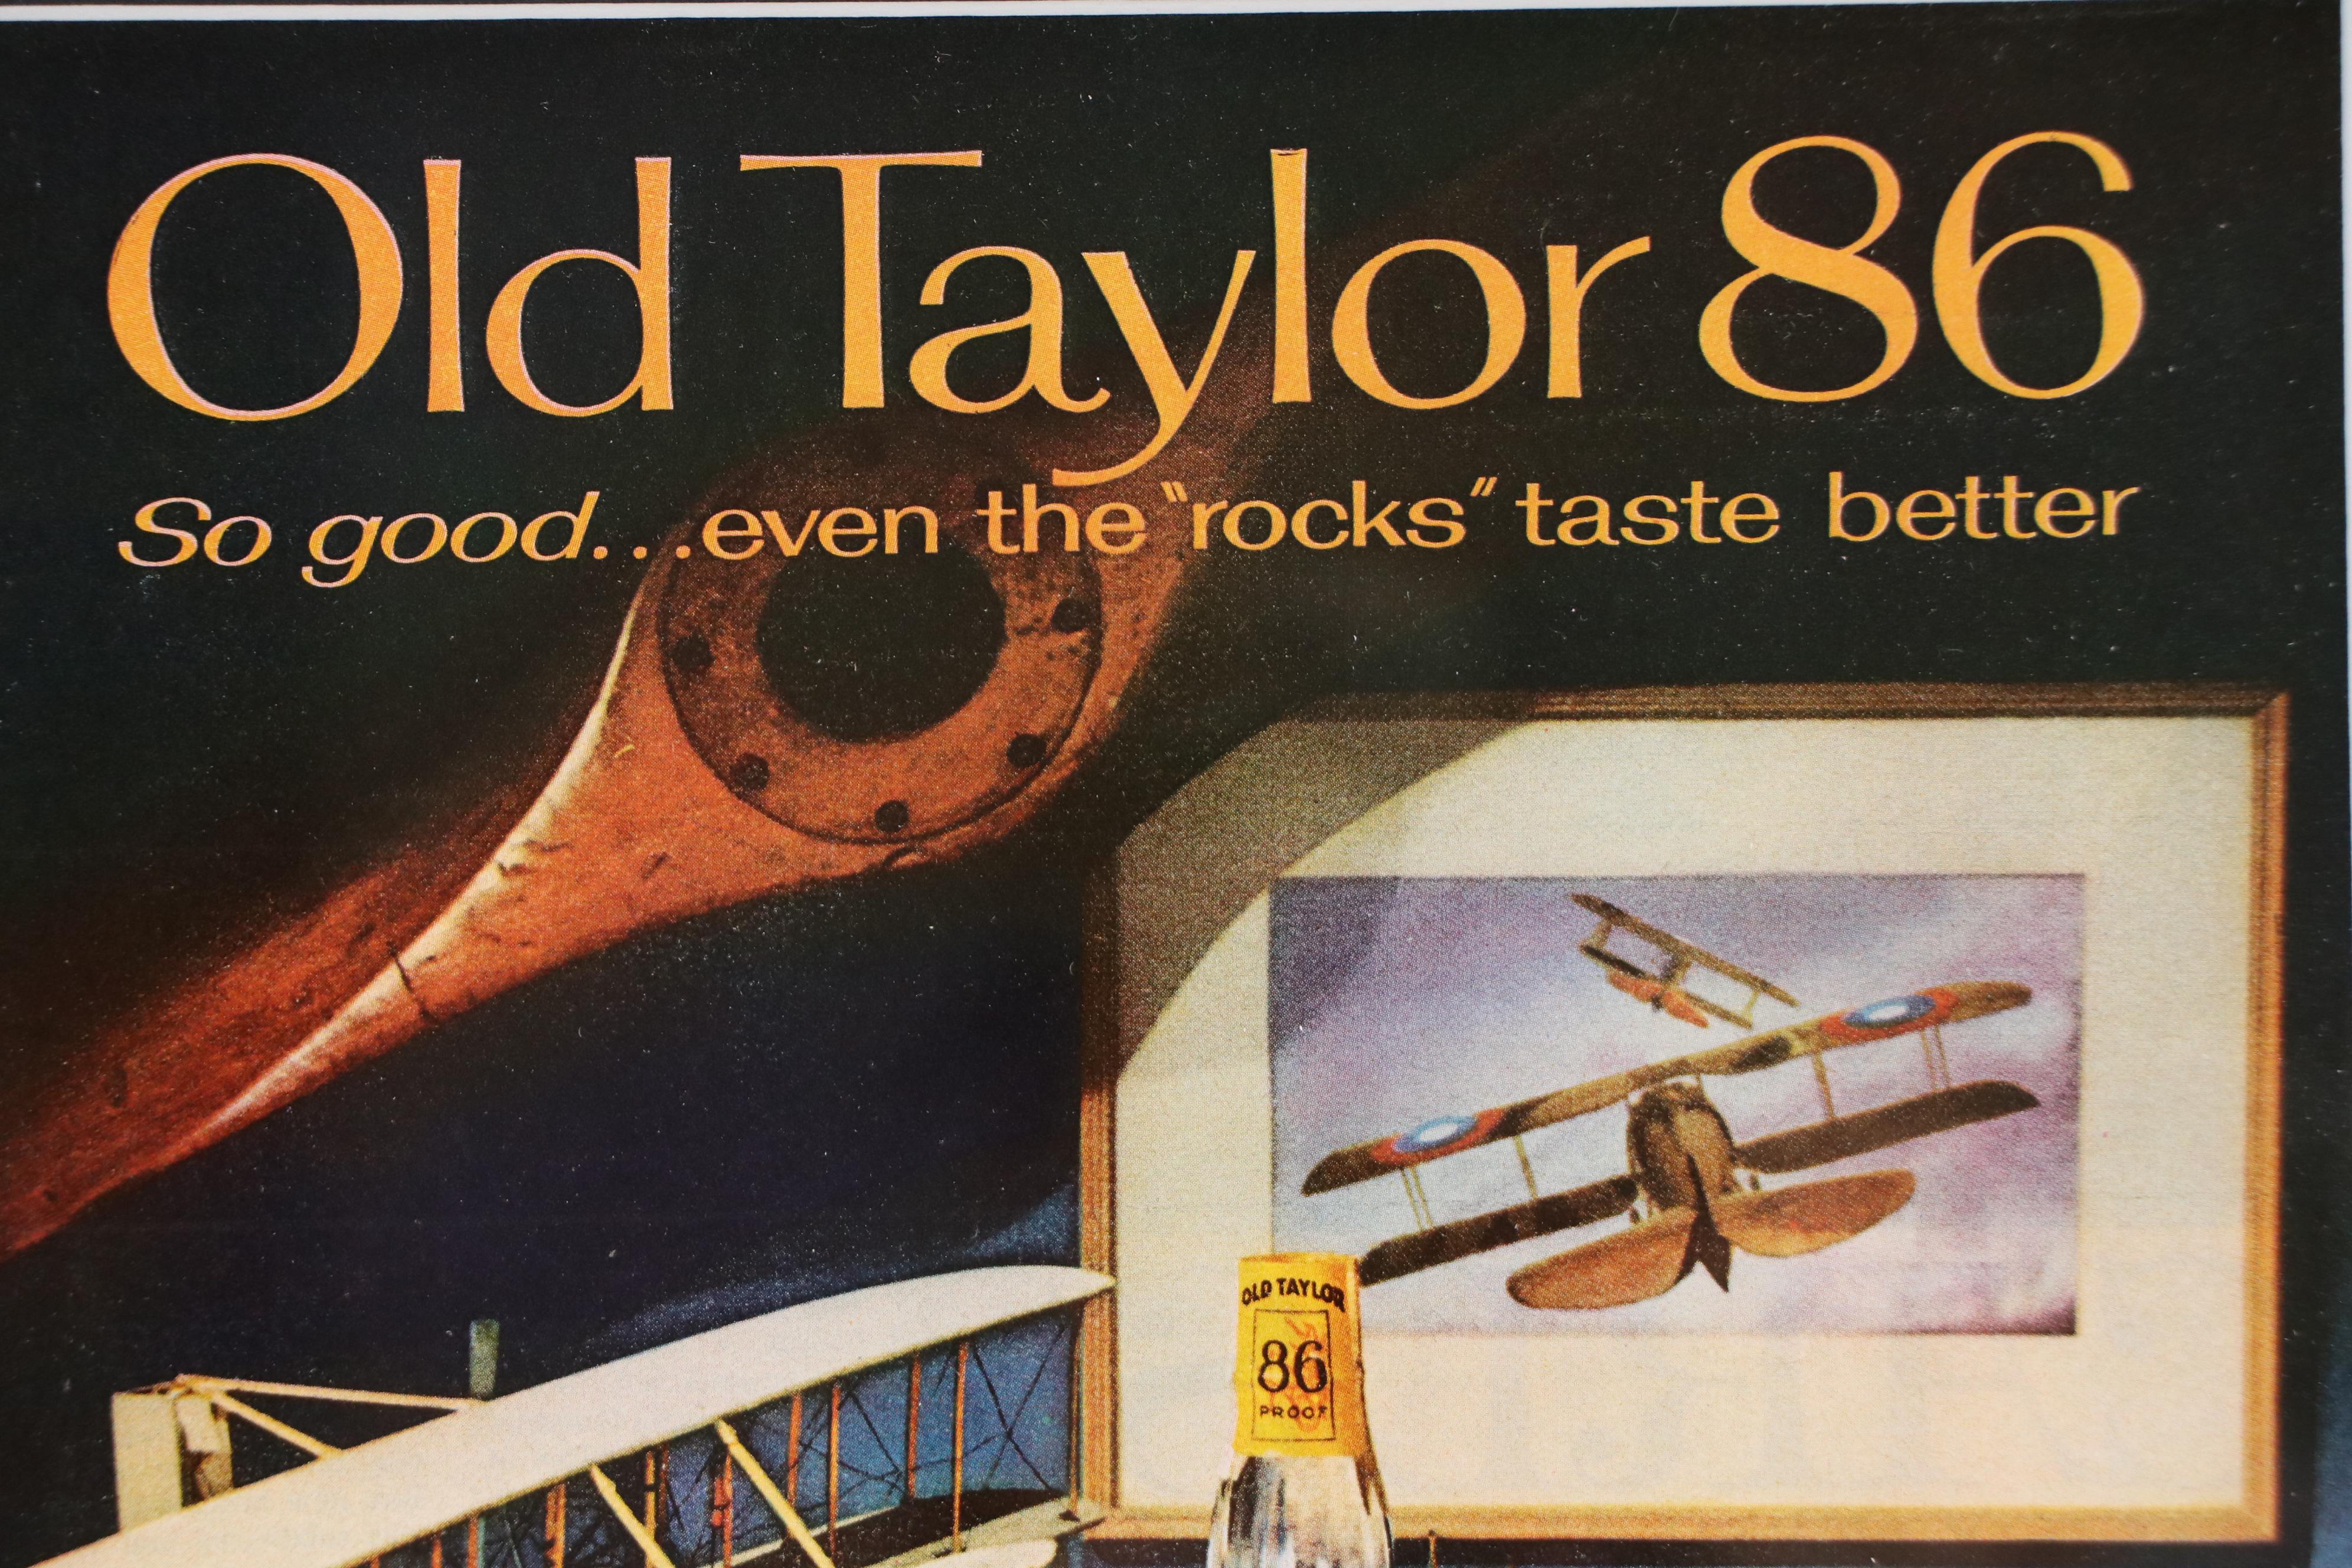 Old Taylor 86
So good...even the "rocks" taste better
OLD TAYLOR
86
PROOF